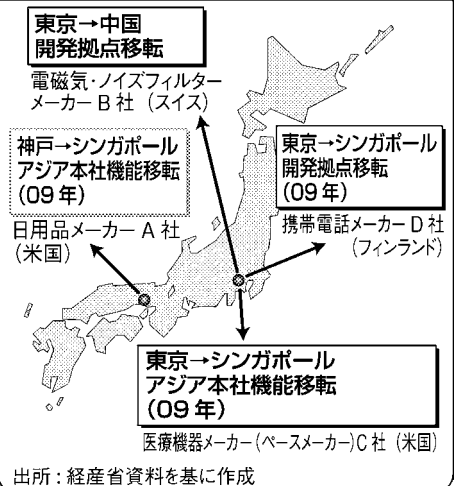 東京→中国
開発拠点移転
電磁気・ノイズフィルター
メーカーB社（スイス）
神戸→シンガポール
アジア本社機能移転
(09年)
日用品メーカーA社
(米国)
東京→シンガポール
開発拠点移転
(09年)
携帯電話メーカーD社
(フィンランド)
東京→シンガポール
アジア本社機能移転
(09年)
医療機器メーカー(ペースメーカー)C社(米国)
出所：経産省資料を基に作成